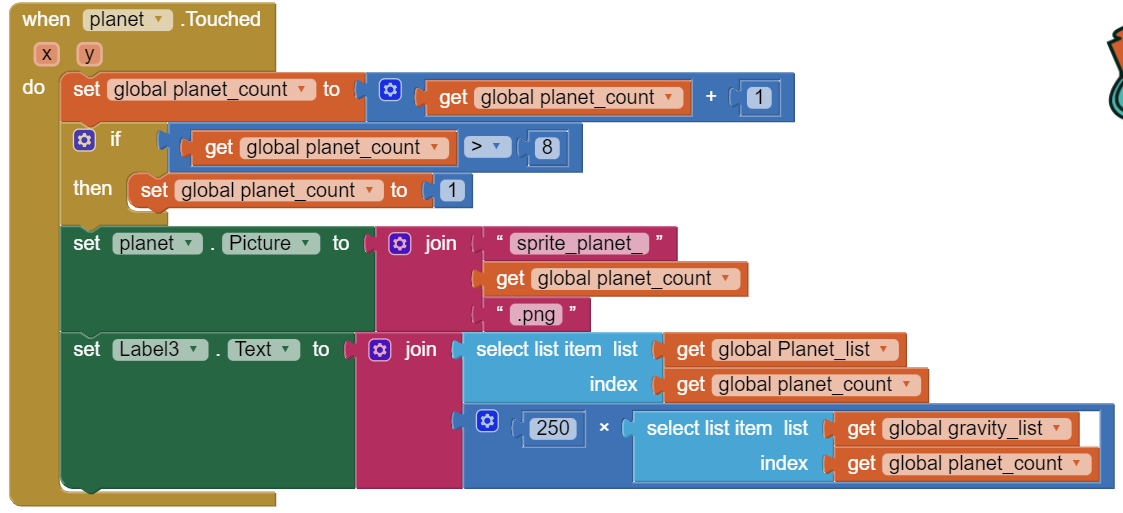 when planet .Touched
x y
do set global planet_count to get global planet_count + 1
if get global planet_count > 8
then set global planet_count to 1
set planet . Picture to join “ sprite_planet_ ”
get global planet_count
“ .png ”
set Label3 . Text to join select list item list get global Planet_list
index get global planet_count
250 × select list item list get global gravity_list
index get global planet_count